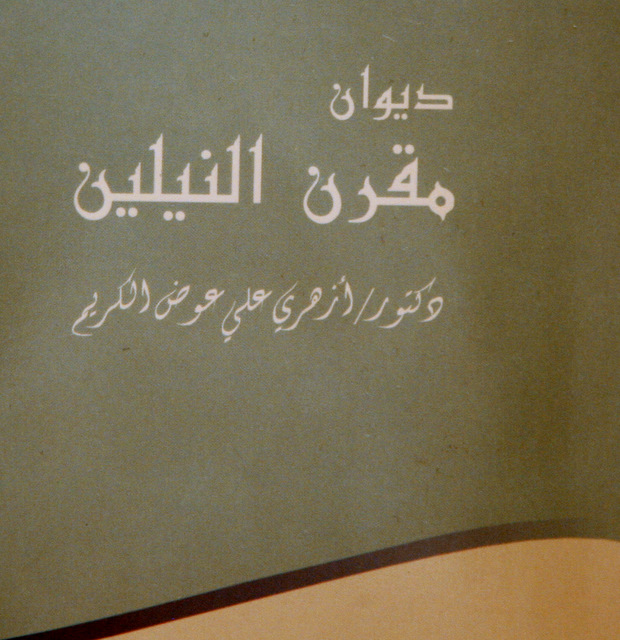 ديوان
مقرن النيلين
دكتور/أزهري علي عوض الكريم